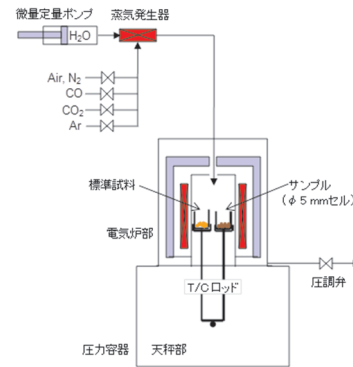 微量定量ポンプ
蒸気発生器
H₂O
Air, N₂
CO
CO₂
Ar
標準試料
サンプル
(φ5mmセル)
電気炉部
T/Cロッド
圧調弁
圧力容器
天秤部